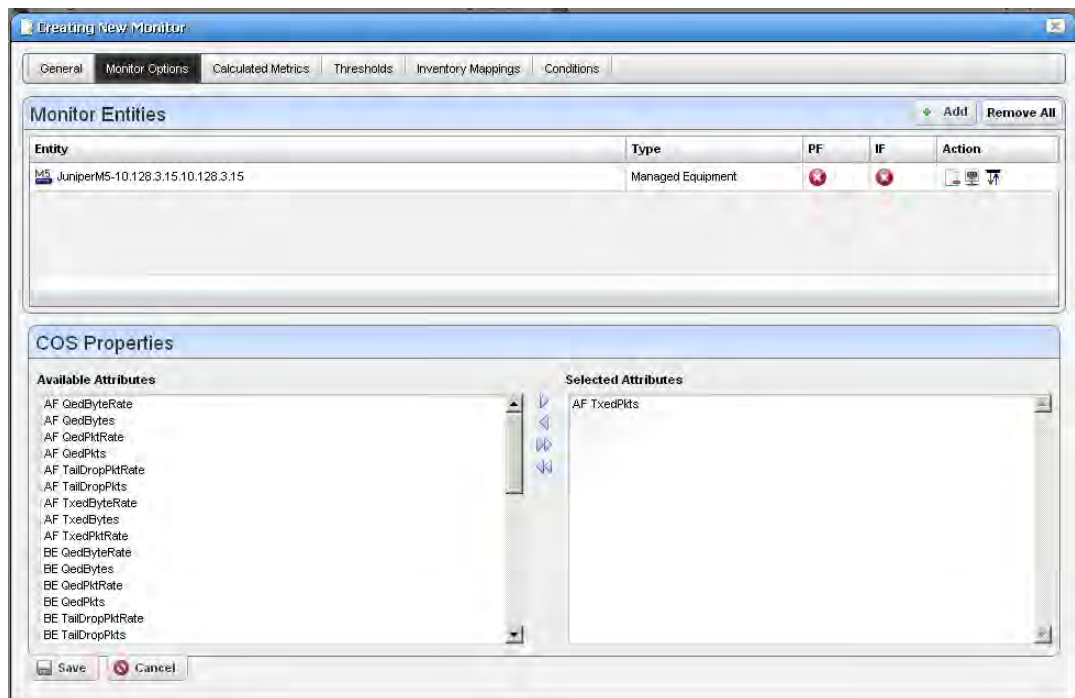 Creating New Monitor
General Monitor Options Calculated Metrics Thresholds Inventory Mappings Conditions
Monitor Entities
Add Remove All
Entity Type PF IF Action
M5 JuniperM5-10.128.3.15.10.128.3.15 Managed Equipment
COS Properties
Available Attributes
AF QedByteRate
AF QedBytes
AF QedPktRate
AF QedPkts
AF TailDropPktRate
AF TailDropPkts
AF TxedByteRate
AF TxedBytes
AF TxedPktRate
BE QedByteRate
BE QedBytes
BE QedPktRate
BE QedPkts
BE TailDropPktRate
BE TailDropPkts
Selected Attributes
AF TxedPkts
Save Cancel